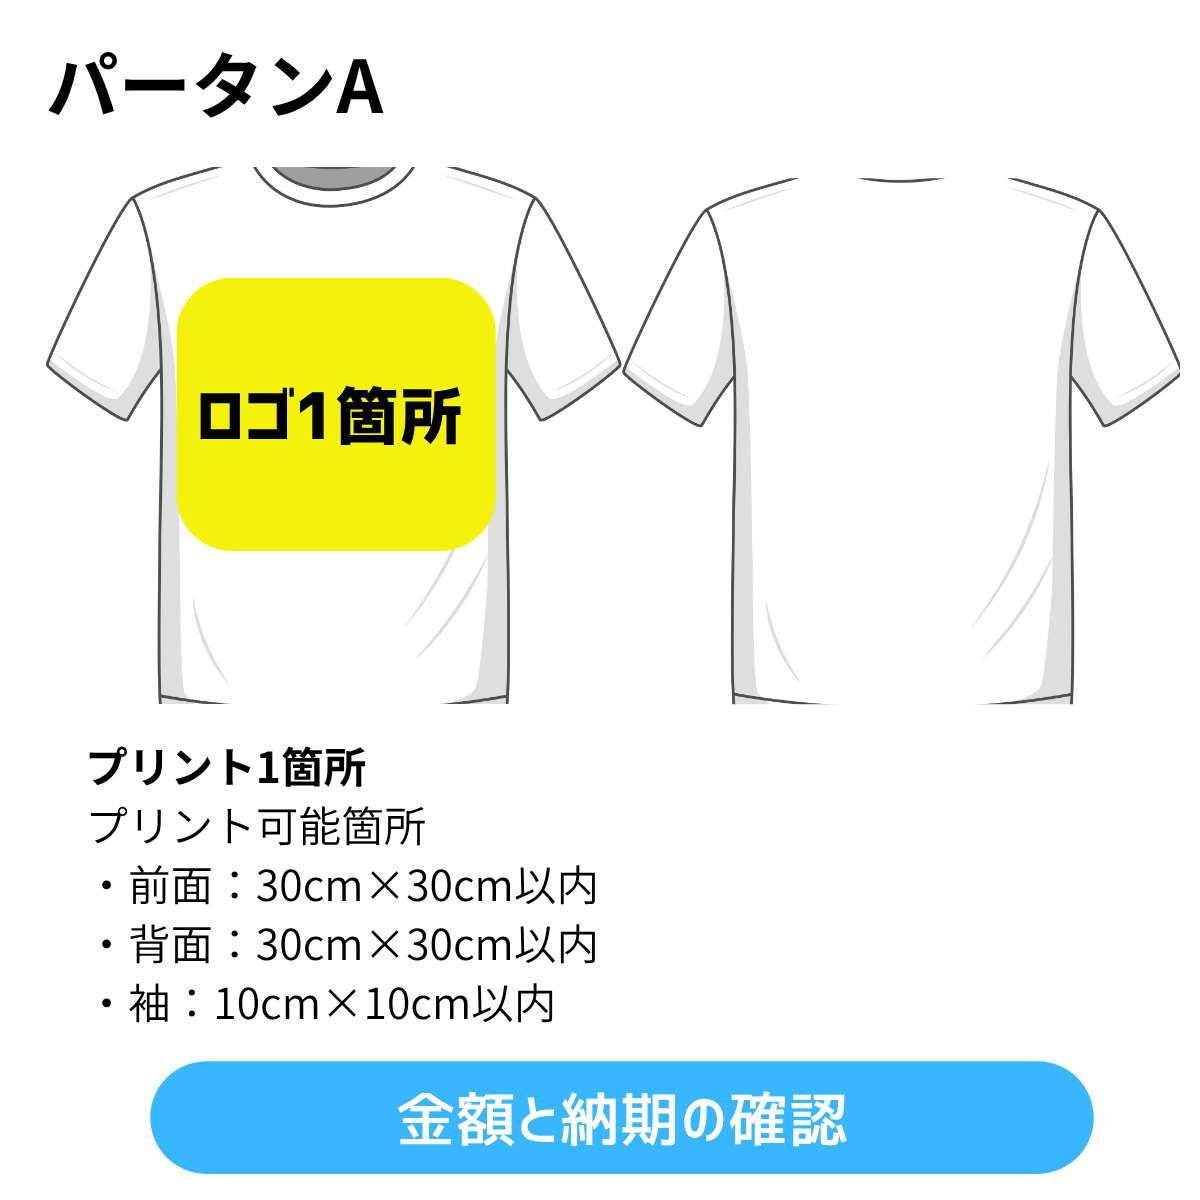 パータンA
ロゴ1箇所
プリント1箇所
プリント可能箇所
・前面：30cm×30cm以内
・背面：30cm×30cm以内
・袖：10cm×10cm以内
金額と納期の確認